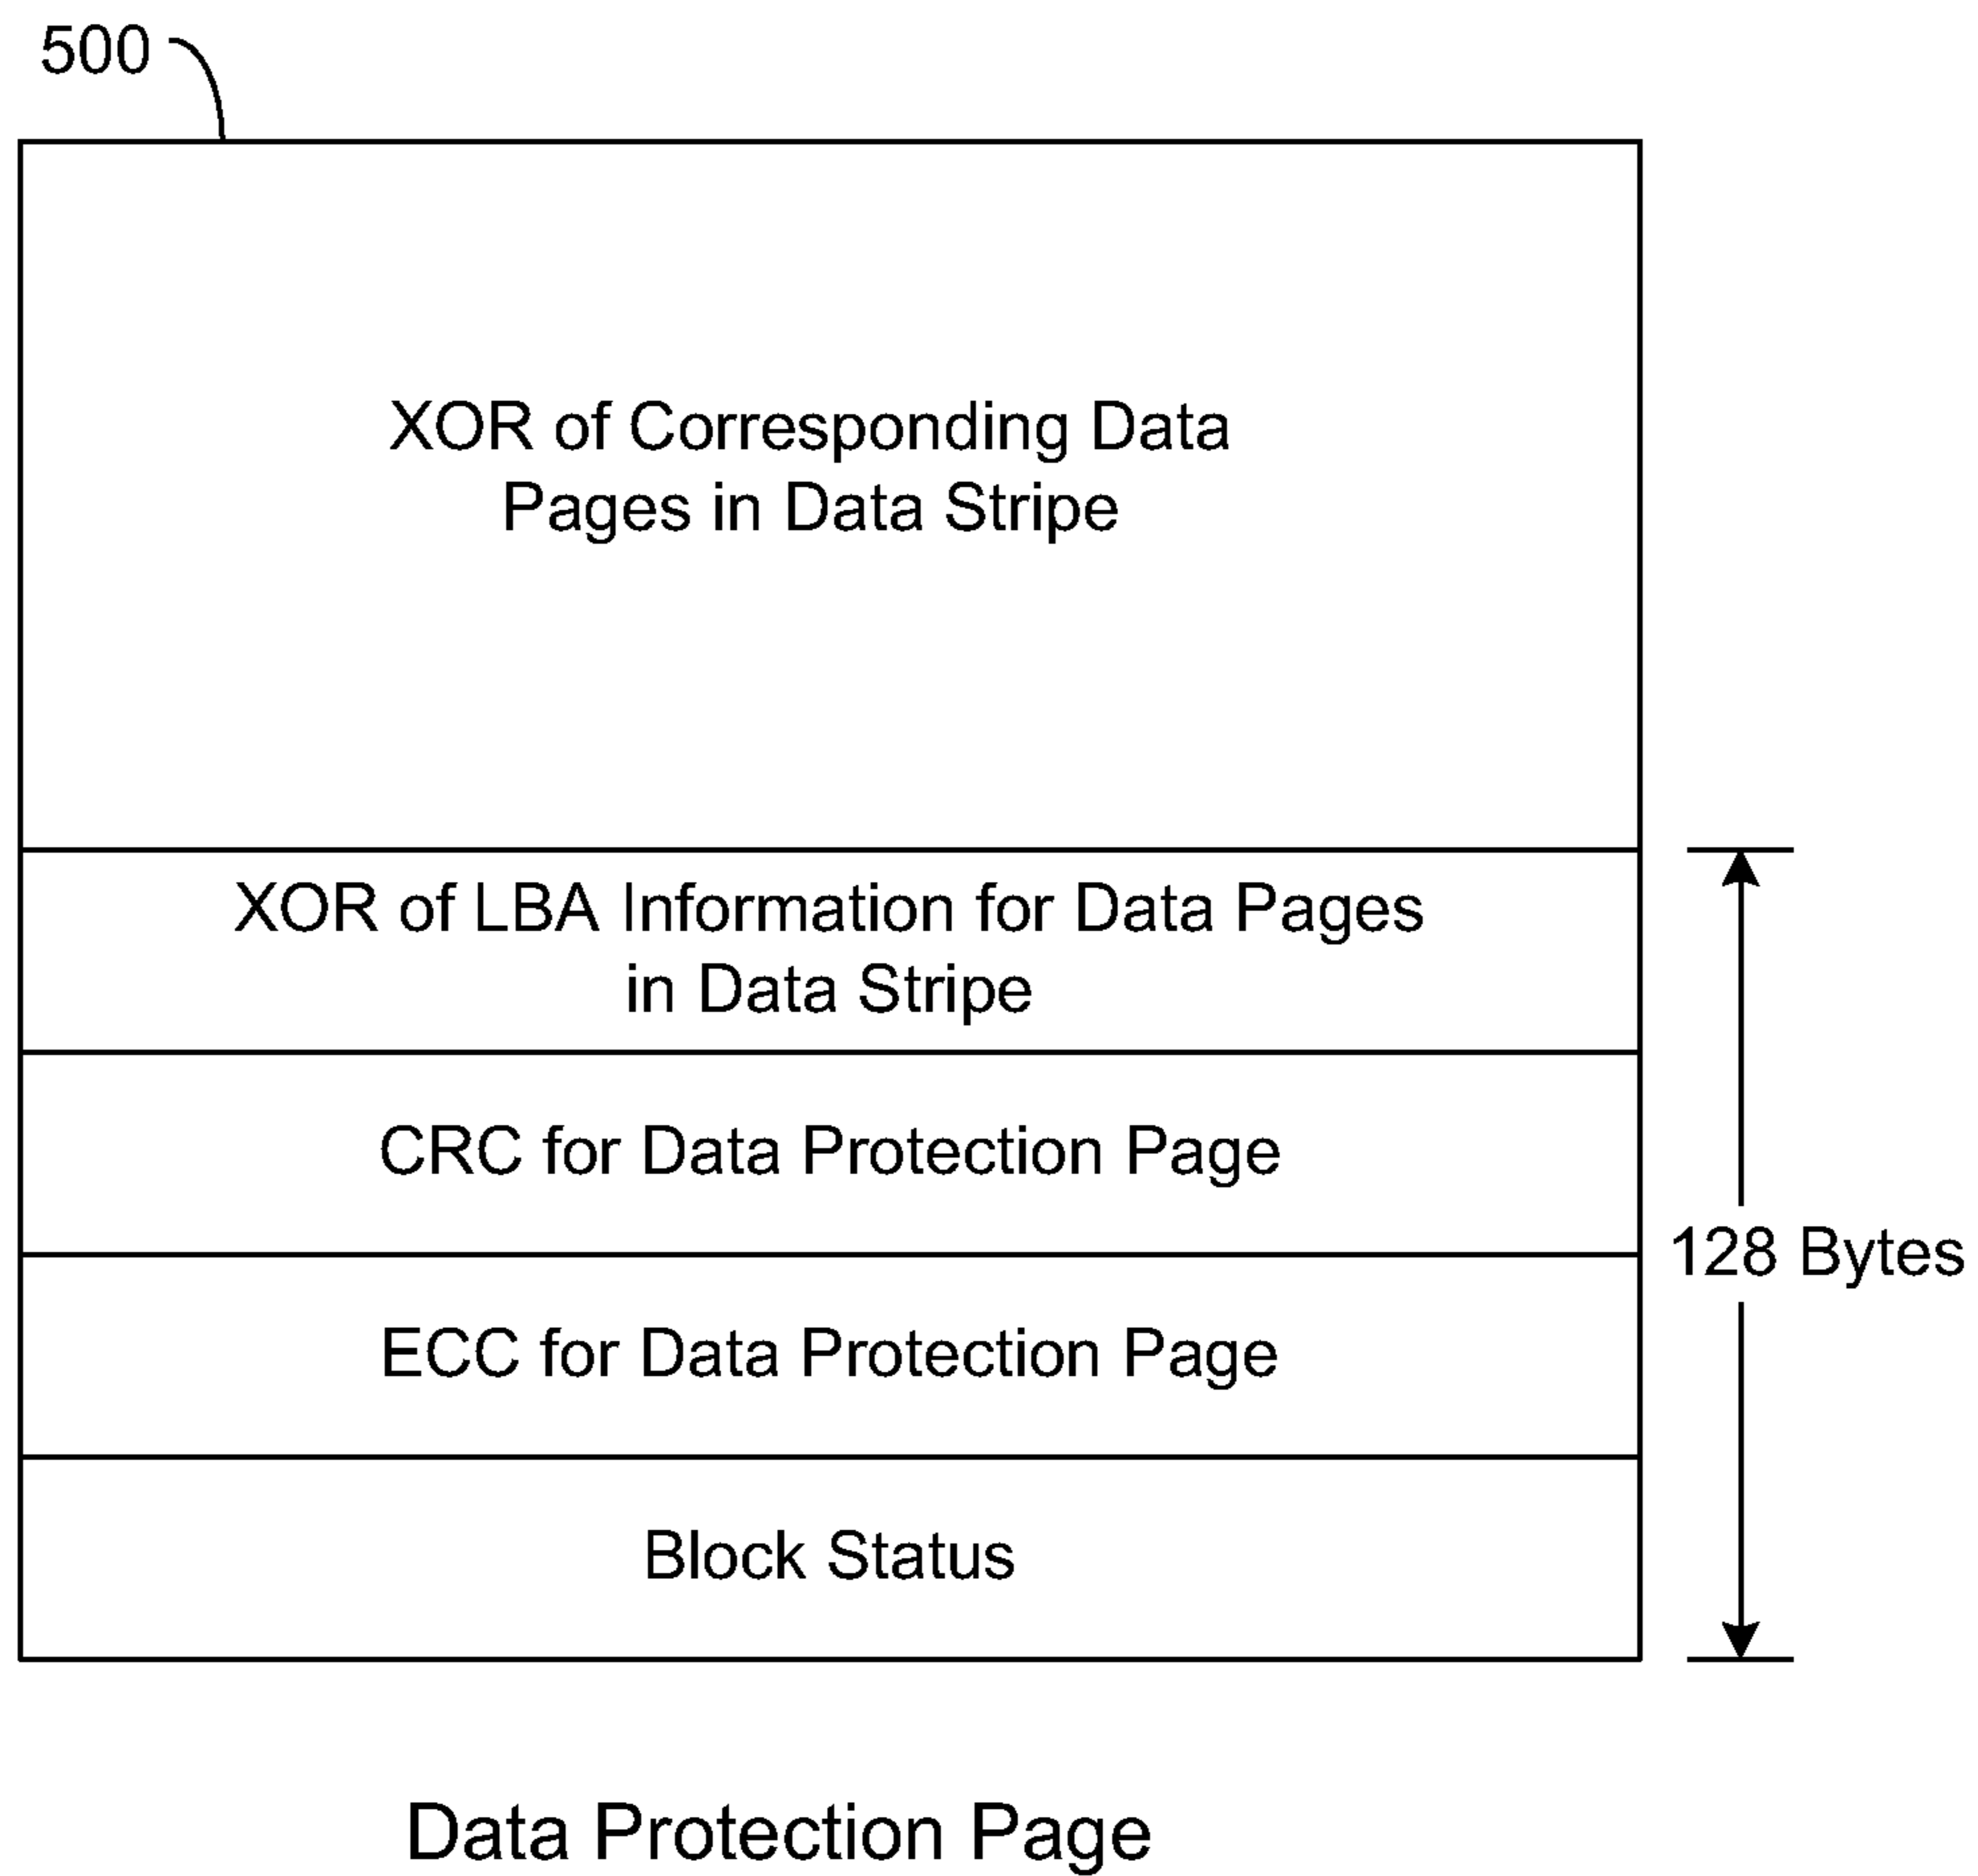 500
XOR of Corresponding Data
Pages in Data Stripe
XOR of LBA Information for Data Pages
in Data Stripe
CRC for Data Protection Page
128 Bytes
ECC for Data Protection Page
Block Status
Data Protection Page